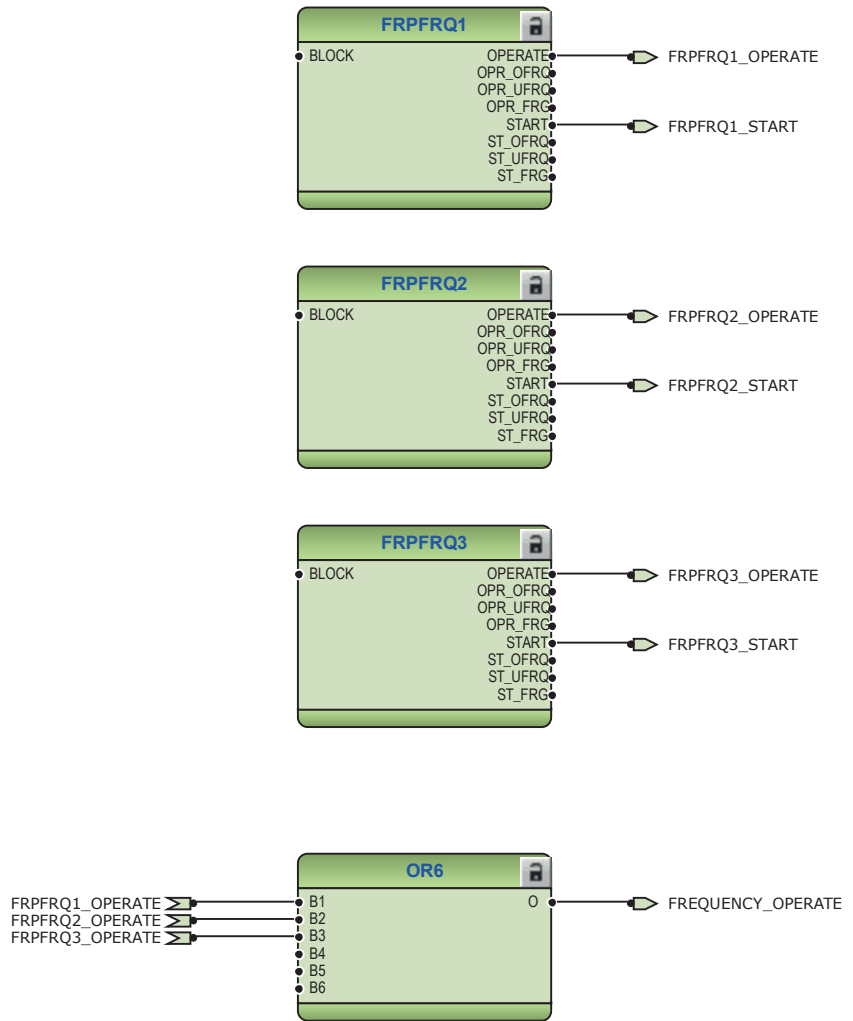 FRPFRQ1
BLOCK OPERATE FRPFRQ1_OPERATE
OPR_OFRQ
OPR_UFRQ
OPR_FRG
START FRPFRQ1_START
ST_OFRQ
ST_UFRQ
ST_FRG
FRPFRQ2
BLOCK OPERATE FRPFRQ2_OPERATE
OPR_OFRQ
OPR_UFRQ
OPR_FRG
START FRPFRQ2_START
ST_OFRQ
ST_UFRQ
ST_FRG
FRPFRQ3
BLOCK OPERATE FRPFRQ3_OPERATE
OPR_OFRQ
OPR_UFRQ
OPR_FRG
START FRPFRQ3_START
ST_OFRQ
ST_UFRQ
ST_FRG
OR6
FRPFRQ1_OPERATE B1 O FREQUENCY_OPERATE
FRPFRQ2_OPERATE B2
FRPFRQ3_OPERATE B3
B4
B5
B6